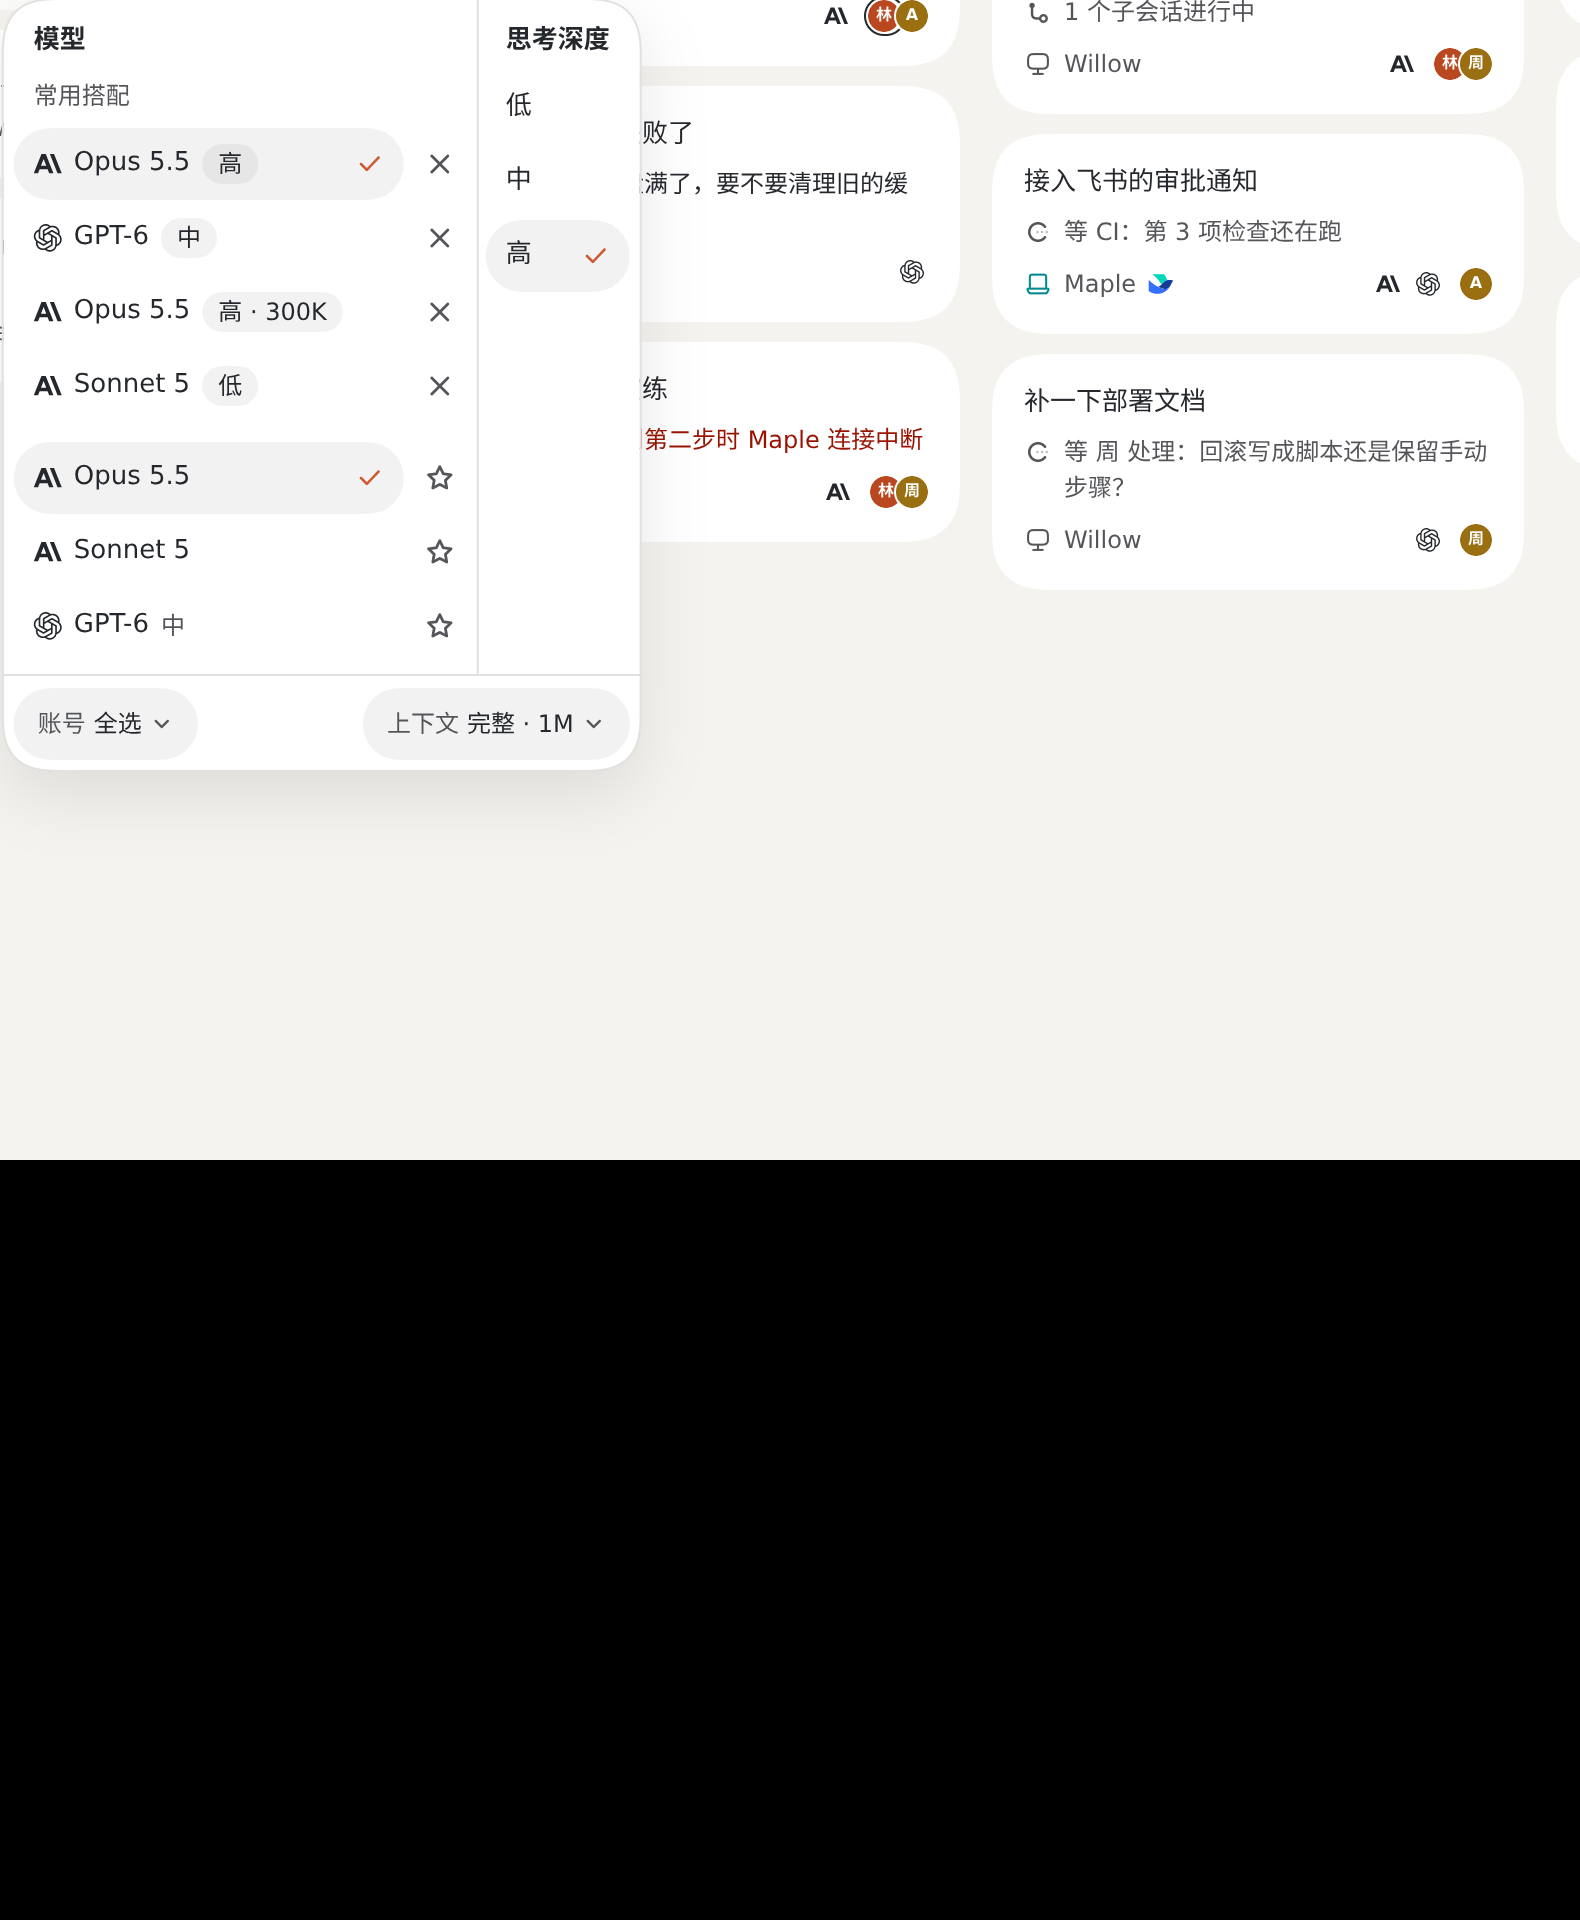 模型
常用搭配
Opus 5.5 高
GPT-6 中
Opus 5.5 高 · 300K
Sonnet 5 低
Opus 5.5
Sonnet 5
GPT-6 中
账号 全选
上下文 完整 · 1M
思考深度
低
中
高
林 A
败了
满了，要不要清理旧的缓
练
第二步时 Maple 连接中断
林 周
1 个子会话进行中
Willow
林 周
接入飞书的审批通知
等 CI：第 3 项检查还在跑
Maple
A
补一下部署文档
等 周 处理：回滚写成脚本还是保留手动
步骤？
Willow
周